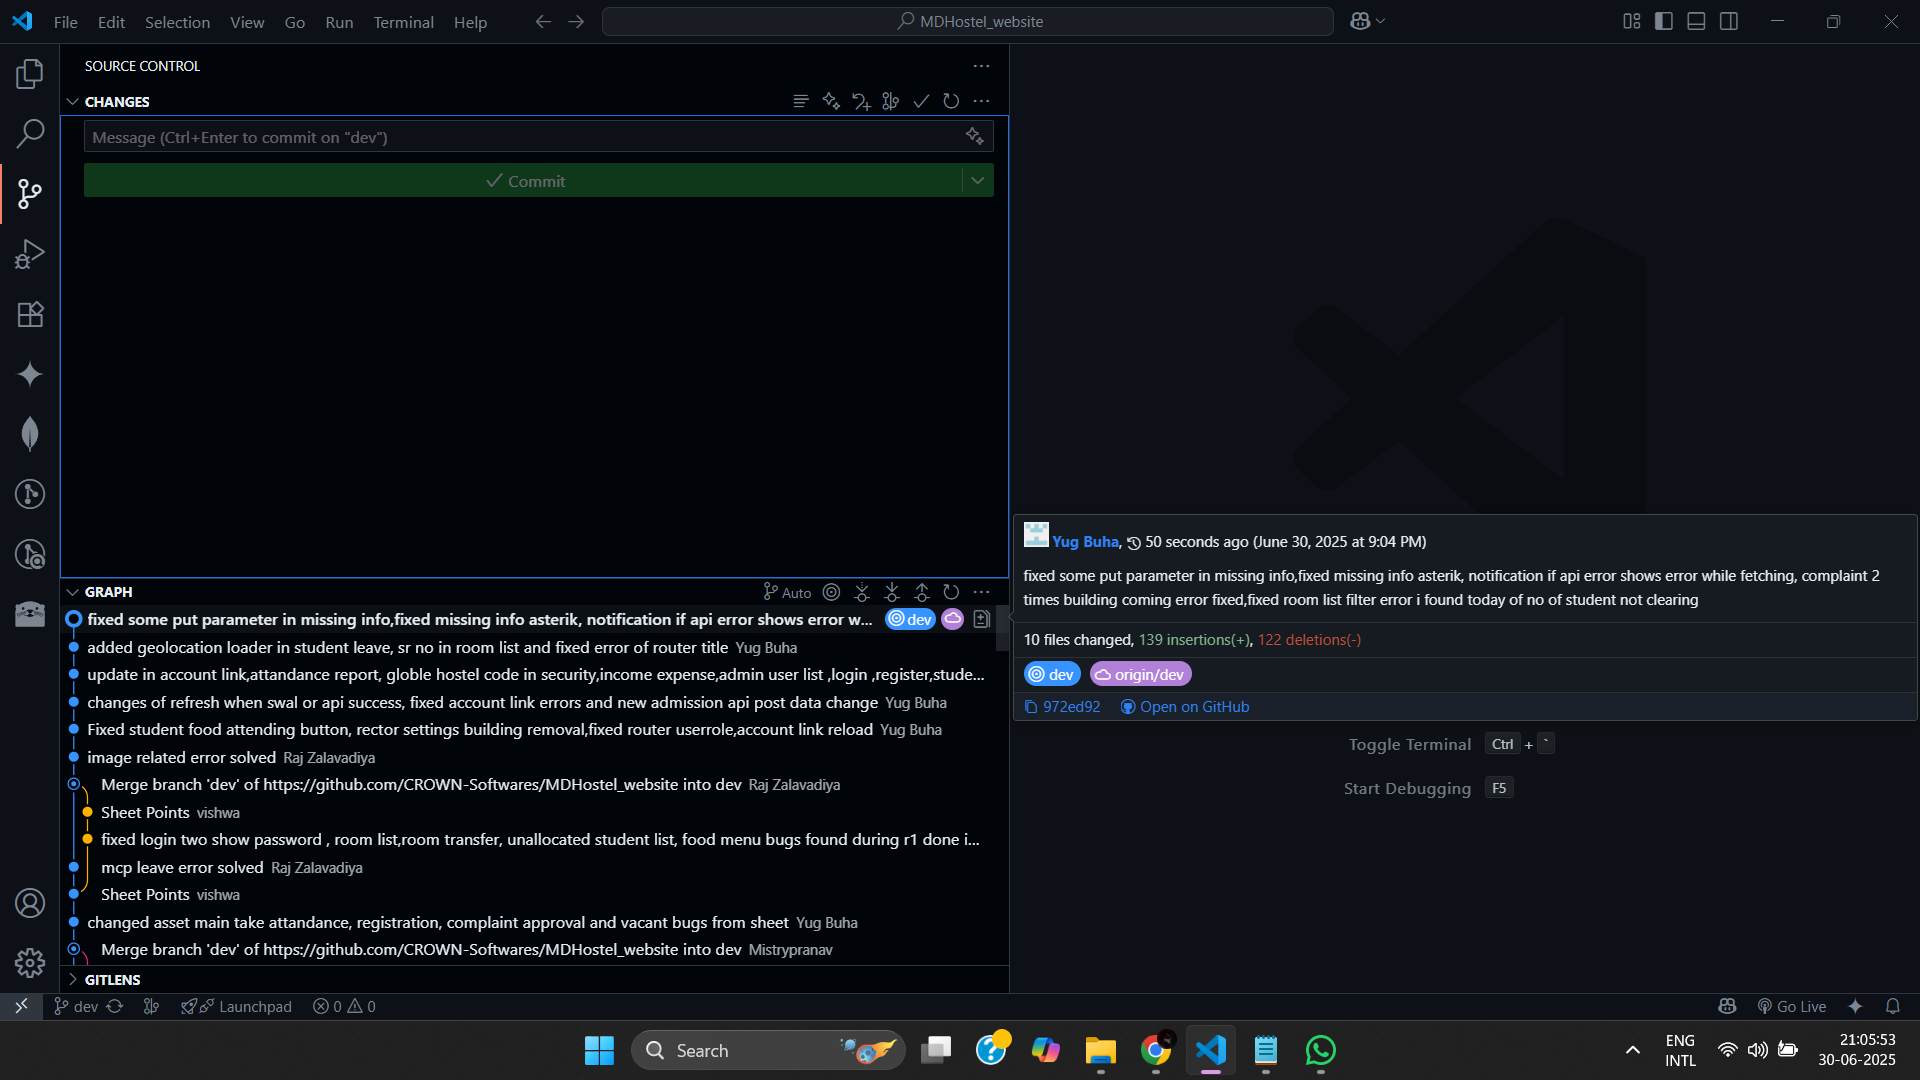 File Edit Selection View Go Run Terminal Help
MDHostel_website
SOURCE CONTROL
CHANGES
Message (Ctrl+Enter to commit on "dev")
Commit
GRAPH
Auto
fixed some put parameter in missing info,fixed missing info asterik, notification if api error shows error w... dev
added geolocation loader in student leave, sr no in room list and fixed error of router title Yug Buha
update in account link,attandance report, globle hostel code in security,income expense,admin user list ,login ,register,stude...
changes of refresh when swal or api success, fixed account link errors and new admission api post data change Yug Buha
Fixed student food attending button, rector settings building removal,fixed router userrole,account link reload Yug Buha
image related error solved Raj Zalavadiya
Merge branch 'dev' of https://github.com/CROWN-Softwares/MDHostel_website into dev Raj Zalavadiya
Sheet Points vishwa
fixed login two show password , room list,room transfer, unallocated student list, food menu bugs found during r1 done i...
mcp leave error solved Raj Zalavadiya
Sheet Points vishwa
changed asset main take attandance, registration, complaint approval and vacant bugs from sheet Yug Buha
Merge branch 'dev' of https://github.com/CROWN-Softwares/MDHostel_website into dev Mistrypranav
GITLENS
Yug Buha, 50 seconds ago (June 30, 2025 at 9:04 PM)
fixed some put parameter in missing info,fixed missing info asterik, notification if api error shows error while fetching, complaint 2
times building coming error fixed,fixed room list filter error i found today of no of student not clearing
10 files changed, 139 insertions(+), 122 deletions(-)
dev origin/dev
972ed92 Open on GitHub
Toggle Terminal Ctrl + `
Start Debugging F5
dev Launchpad 0 0 Go Live
Search
ENG
INTL
21:05:53
30-06-2025